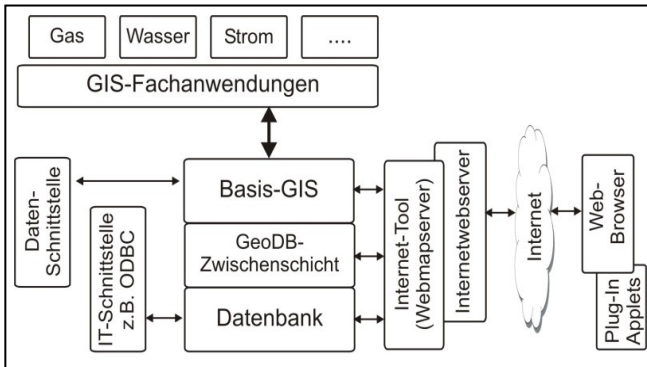 Gas
Wasser
Strom
....
GIS-Fachanwendungen
Daten-
Schnittstelle
IT-Schnittstelle
z.B. ODBC
Basis-GIS
GeoDB-
Zwischenschicht
Datenbank
Internet-Tool
(Webmapserver)
Internetwebserver
Internet
Web-
Browser
Plug-In
Applets